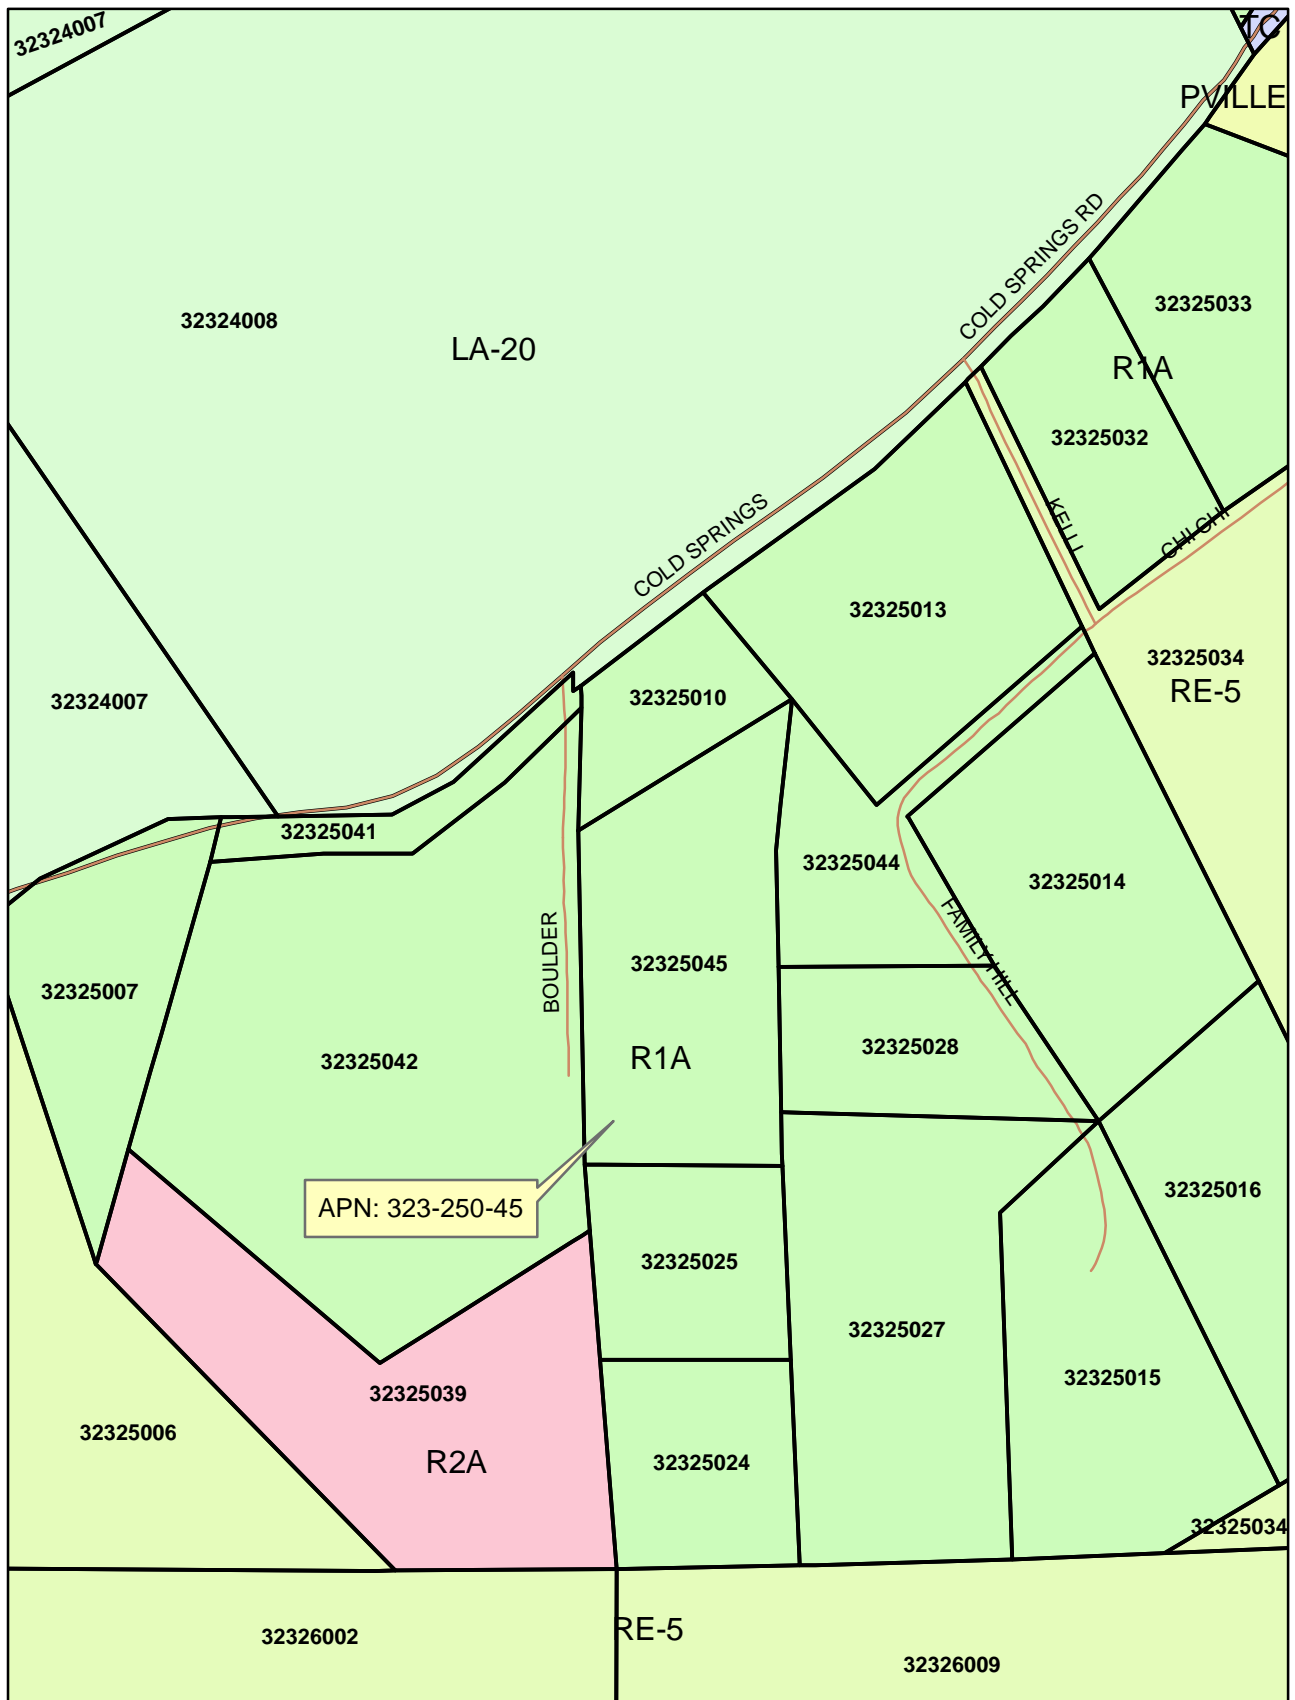 32324007
TC
PVILLE
COLD SPRINGS RD
32325033
32324008
LA-20
R1A
32325032
COLD SPRINGS
KELLI
CHI CHI
32325013
32325034
RE-5
32324007
32325010
32325041
32325044
32325014
FAMILY HILL
BOULDER
32325045
32325007
32325042
R1A
32325028
32325016
APN: 323-250-45
32325025
32325027
32325015
32325039
32325006
R2A
32325024
32325034
32326002
RE-5
32326009